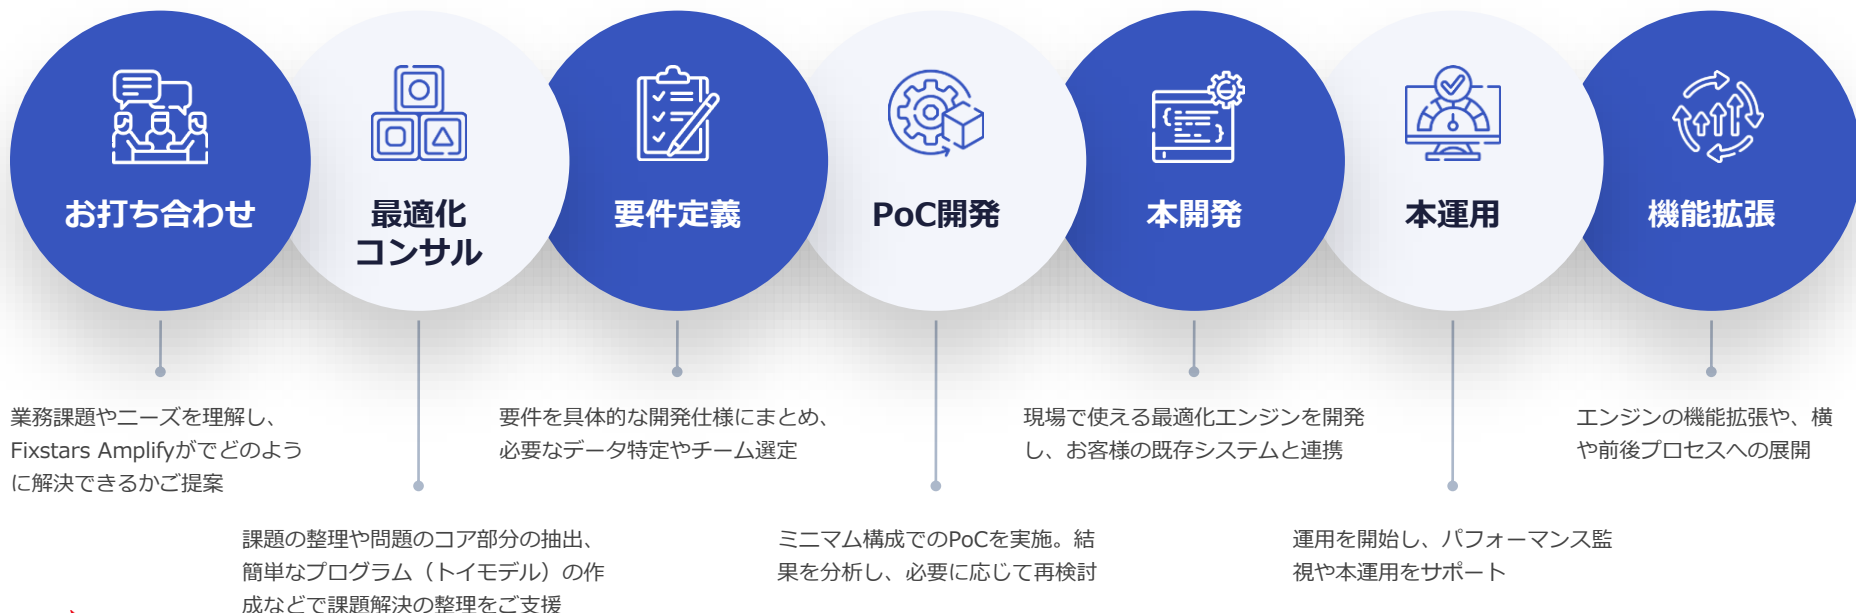 お打ち合わせ
最適化
コンサル
要件定義
PoC開発
本開発
本運用
機能拡張
業務課題やニーズを理解し、
Fixstars Amplifyがでどのよう
に解決できるかご提案
課題の整理や問題のコア部分の抽出、
簡単なプログラム（トイモデル）の作
成などで課題解決の整理をご支援
要件を具体的な開発仕様にまとめ、
必要なデータ特定やチーム選定
ミニマム構成でのPoCを実施。結
果を分析し、必要に応じて再検討
現場で使える最適化エンジンを開発
し、お客様の既存システムと連携
運用を開始し、パフォーマンス監
視や本運用をサポート
エンジンの機能拡張や、横
や前後プロセスへの展開